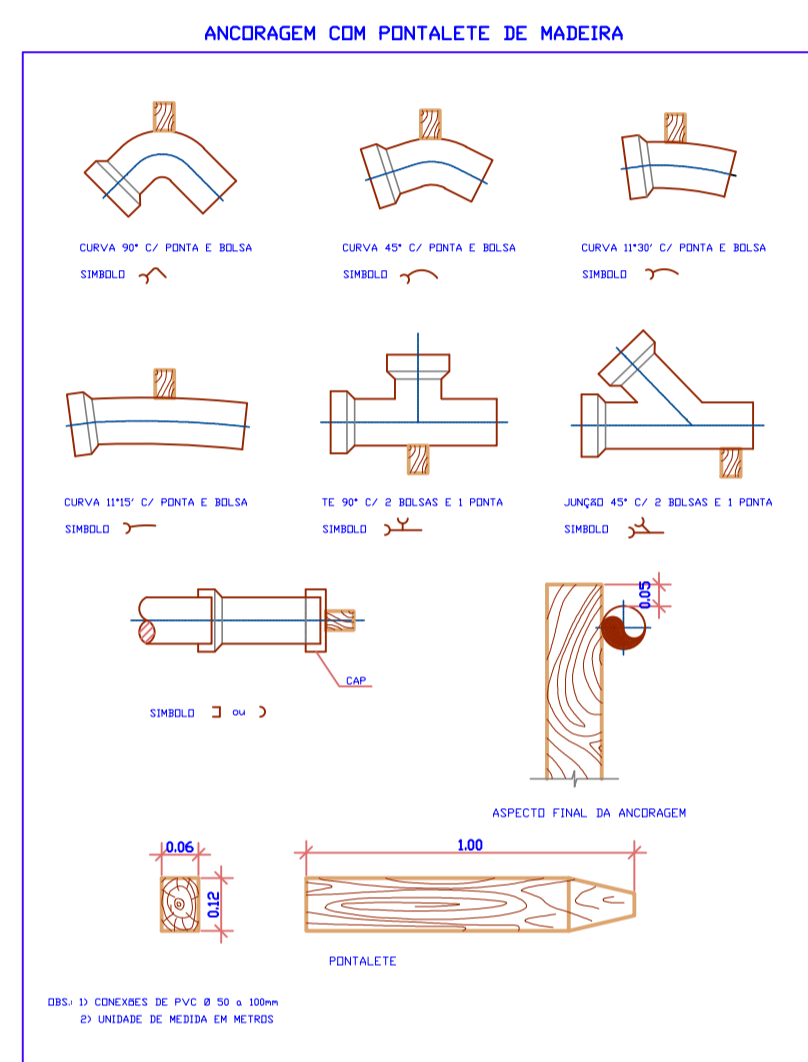 ANCORAGEM COM PONTALETE DE MADEIRA
CURVA 90° C/ PONTA E BOLSA
SIMBOLO
CURVA 45° C/ PONTA E BOLSA
SIMBOLO
CURVA 11°30' C/ PONTA E BOLSA
SIMBOLO
CURVA 11°15' C/ PONTA E BOLSA
SIMBOLO
TE 90° C/ 2 BOLSAS E 1 PONTA
SIMBOLO
JUNÇÃO 45° C/ 2 BOLSAS E 1 PONTA
SIMBOLO
CAP
SIMBOLO ou
0.05
ASPECTO FINAL DA ANCORAGEM
0.06
0.12
1.00
PONTALETE
OBS.: 1) CONEXÕES DE PVC Ø 50 a 100mm
2) UNIDADE DE MEDIDA EM METROS